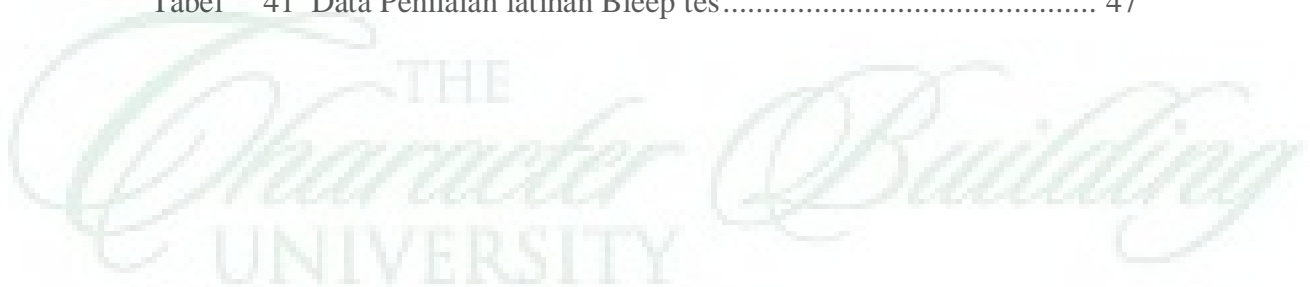 Tabel 41 Data Penilaian latihan Bleep tes......................................... 47
THE
Character Building
UNIVERSITY